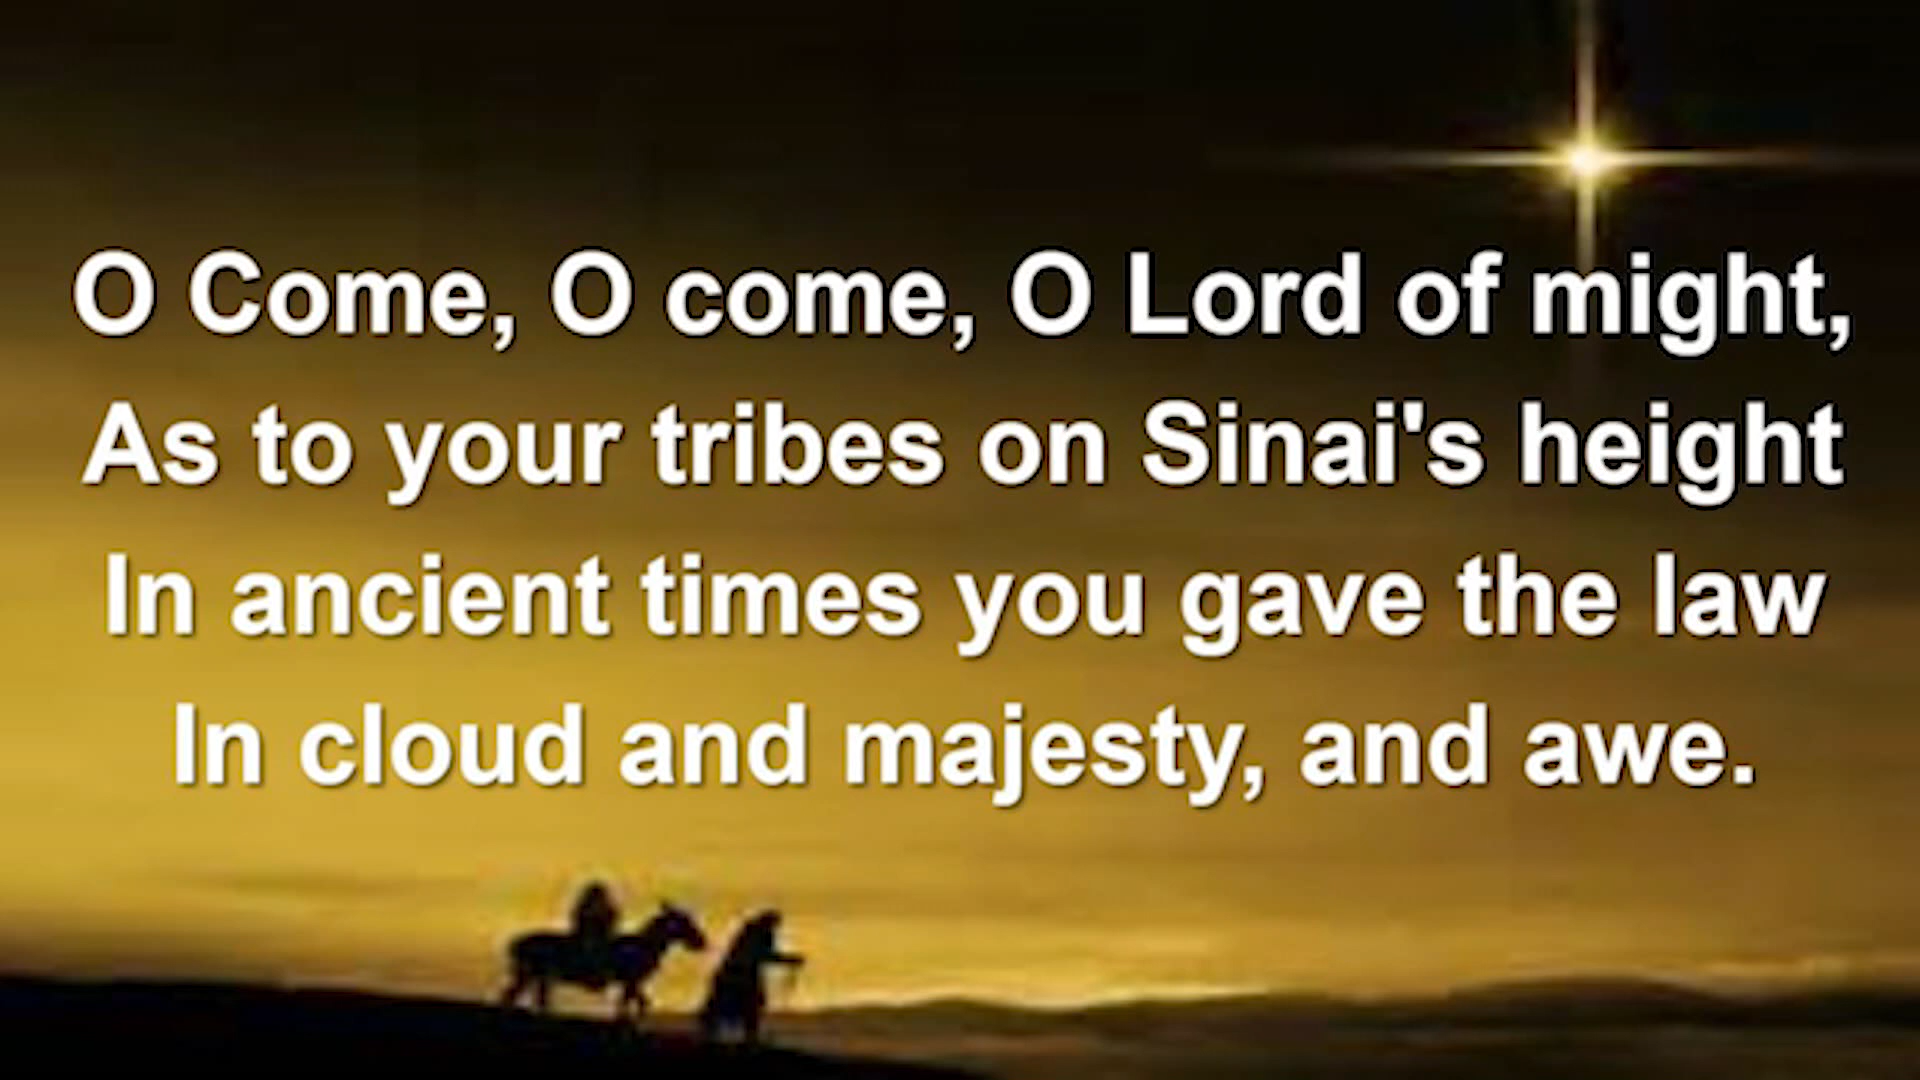 O Come, O come, O Lord of might,
As to your tribes on Sinai's height
In ancient times you gave the law
In cloud and majesty, and awe.